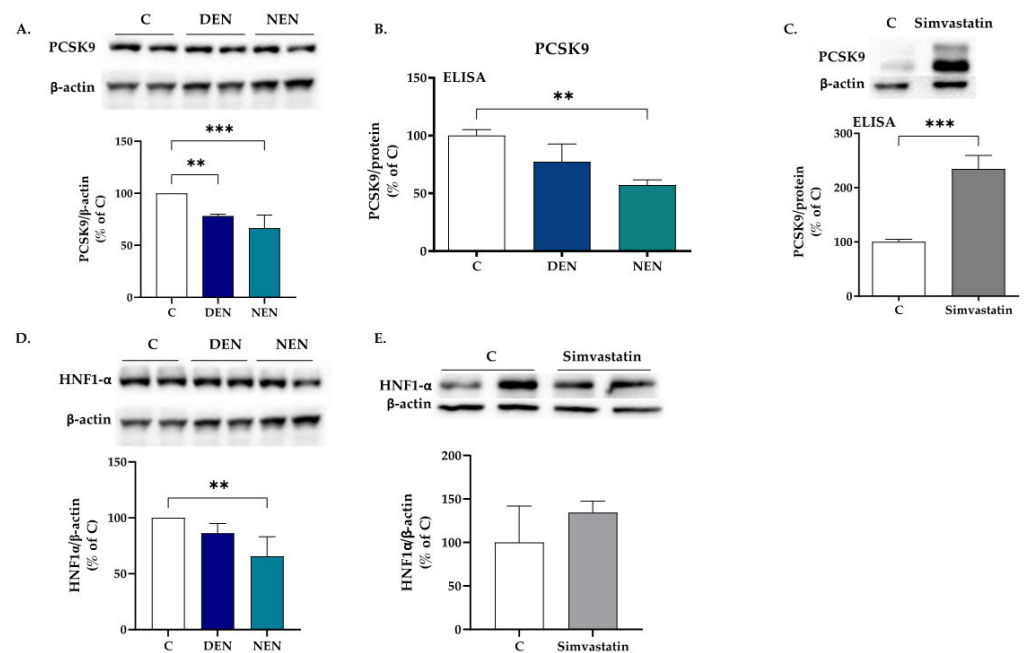 A.
C DEN NEN
PCSK9
β-actin
***
**
150
100
50
0
PCSK9/β-actin
(% of C)
C DEN NEN
B.
PCSK9
ELISA
**
150
100
50
0
PCSK9/protein
(% of C)
C DEN NEN
C.
C Simvastatin
PCSK9
β-actin
ELISA
***
300
200
100
0
PCSK9/protein
(% of C)
C Simvastatin
D.
C DEN NEN
HNF1-α
β-actin
**
150
100
50
0
HNF1α/β-actin
(% of C)
C DEN NEN
E.
C Simvastatin
HNF1-α
β-actin
200
150
100
50
0
HNF1α/β-actin
(% of C)
C Simvastatin